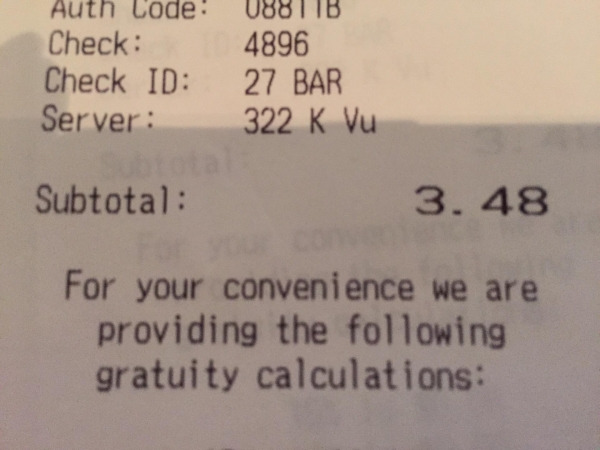 Auth Code: 08811B
Check: 4896
Check ID: 27 BAR
Server: 322 K Vu
Subtotal: 3.48
For your convenience we are
providing the following
gratuity calculations: